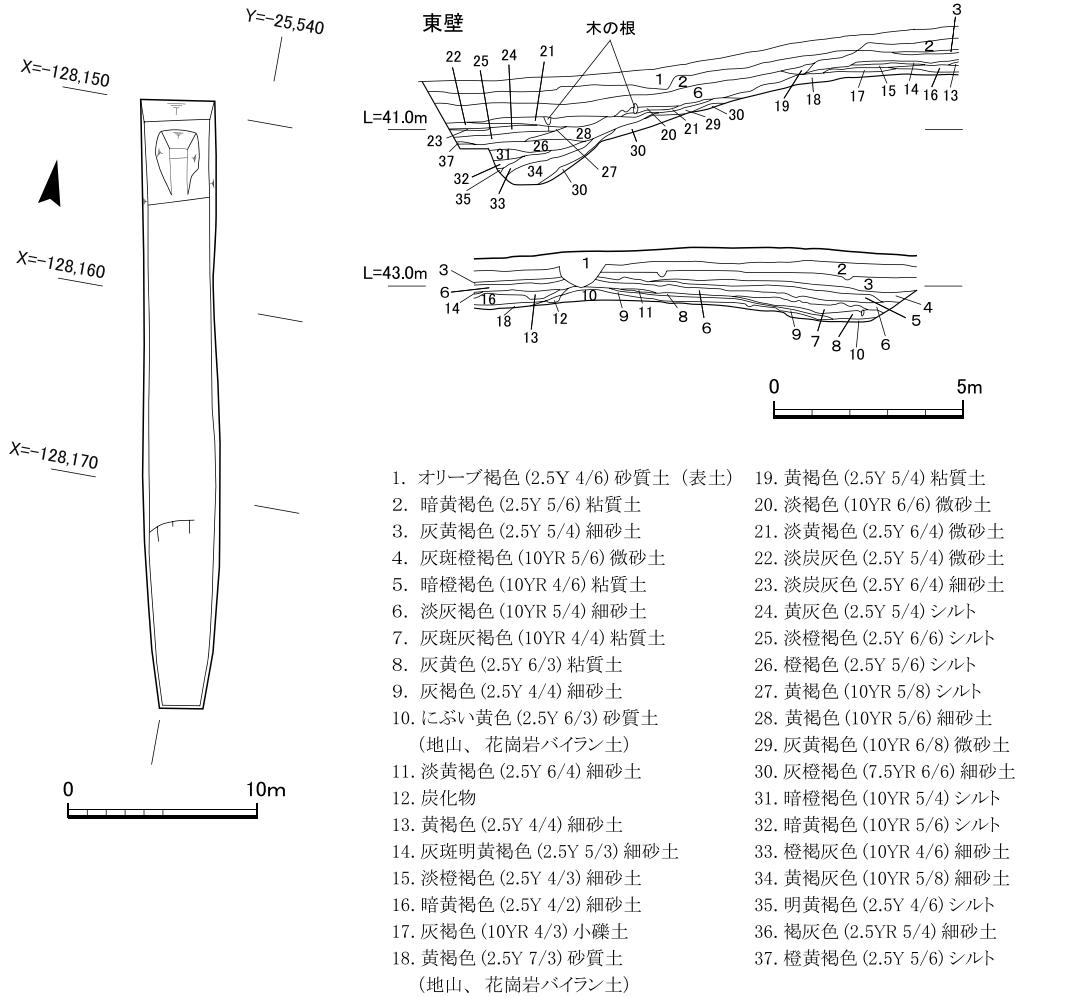 Y=-25,540
X=-128,150
X=-128,160
X=-128,170
0 10m
東壁
木の根
3
22 25 24 21
1 2
6
2
L=41.0m
19 18 17 15 14 16 13
23
37
28
26
31
34
32
35
33
30
27
30
20 21 29 30
L=43.0m
1
2
3
3
6
14
16
18
13
12
10
9 11 8 6
9 7 8 10 6
5
4
0 5m
1. オリーブ褐色(2.5Y 4/6)砂質土(表土)
2. 暗黄褐色(2.5Y 5/6)粘質土
3. 灰黄褐色(2.5Y 5/4)細砂土
4. 灰斑橙褐色(10YR 5/6)微砂土
5. 暗橙褐色(10YR 4/6)粘質土
6. 淡灰褐色(10YR 5/4)細砂土
7. 灰斑灰褐色(10YR 4/4)粘質土
8. 灰黄色(2.5Y 6/3)粘質土
9. 灰褐色(2.5Y 4/4)細砂土
10. にぶい黄色(2.5Y 6/3)砂質土
(地山、花崗岩バイラン土)
11. 淡黄褐色(2.5Y 6/4)細砂土
12. 炭化物
13. 黄褐色(2.5Y 4/4)細砂土
14. 灰斑明黄褐色(2.5Y 5/3)細砂土
15. 淡橙褐色(2.5Y 4/3)細砂土
16. 暗黄褐色(2.5Y 4/2)細砂土
17. 灰褐色(10YR 4/3)小礫土
18. 黄褐色(2.5Y 7/3)砂質土
(地山、花崗岩バイラン土)
19. 黄褐色(2.5Y 5/4)粘質土
20. 淡褐色(10YR 6/6)微砂土
21. 淡黄褐色(2.5Y 6/4)微砂土
22. 淡炭灰色(2.5Y 5/4)微砂土
23. 淡炭灰色(2.5Y 6/4)細砂土
24. 黄灰色(2.5Y 5/4)シルト
25. 淡橙褐色(2.5Y 6/6)シルト
26. 橙褐色(2.5Y 5/6)シルト
27. 黄褐色(10YR 5/8)シルト
28. 黄褐色(10YR 5/6)細砂土
29. 灰黄褐色(10YR 6/8)微砂土
30. 灰橙褐色(7.5YR 6/6)細砂土
31. 暗橙褐色(10YR 5/4)シルト
32. 暗黄褐色(10YR 5/6)シルト
33. 橙褐灰色(10YR 4/6)細砂土
34. 黄褐灰色(10YR 5/8)細砂土
35. 明黄褐色(2.5Y 4/6)シルト
36. 褐灰色(2.5YR 5/4)細砂土
37. 橙黄褐色(2.5Y 5/6)シルト